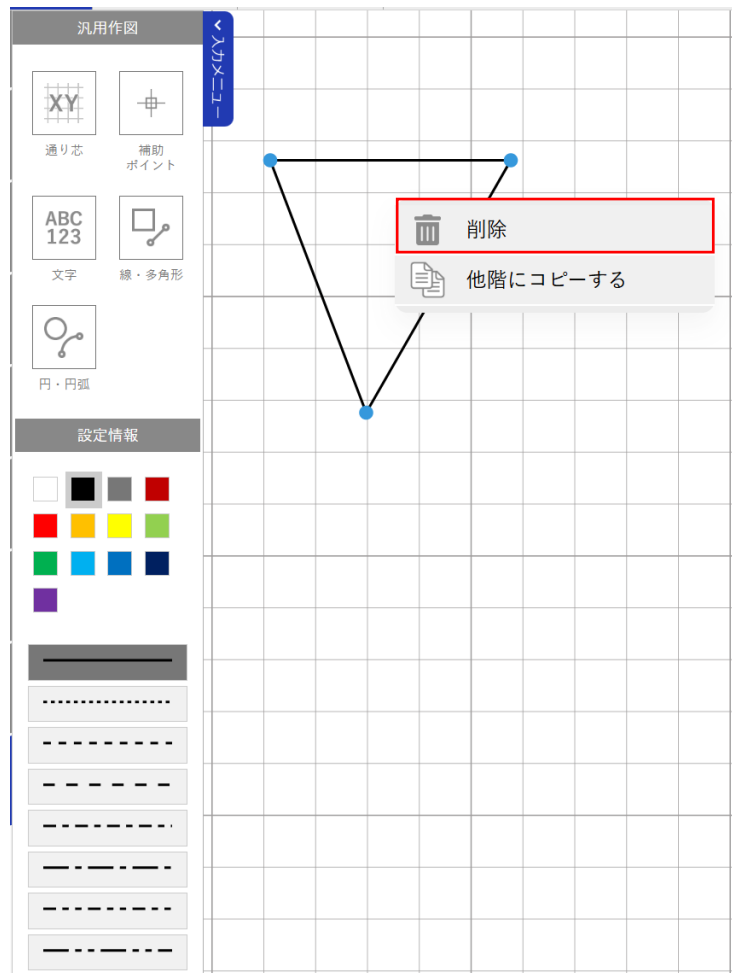 汎用作図
入力メニュー
XY
通り芯
補助
ポイント
ABC
123
文字
線・多角形
円・円弧
設定情報
削除
他階にコピーする